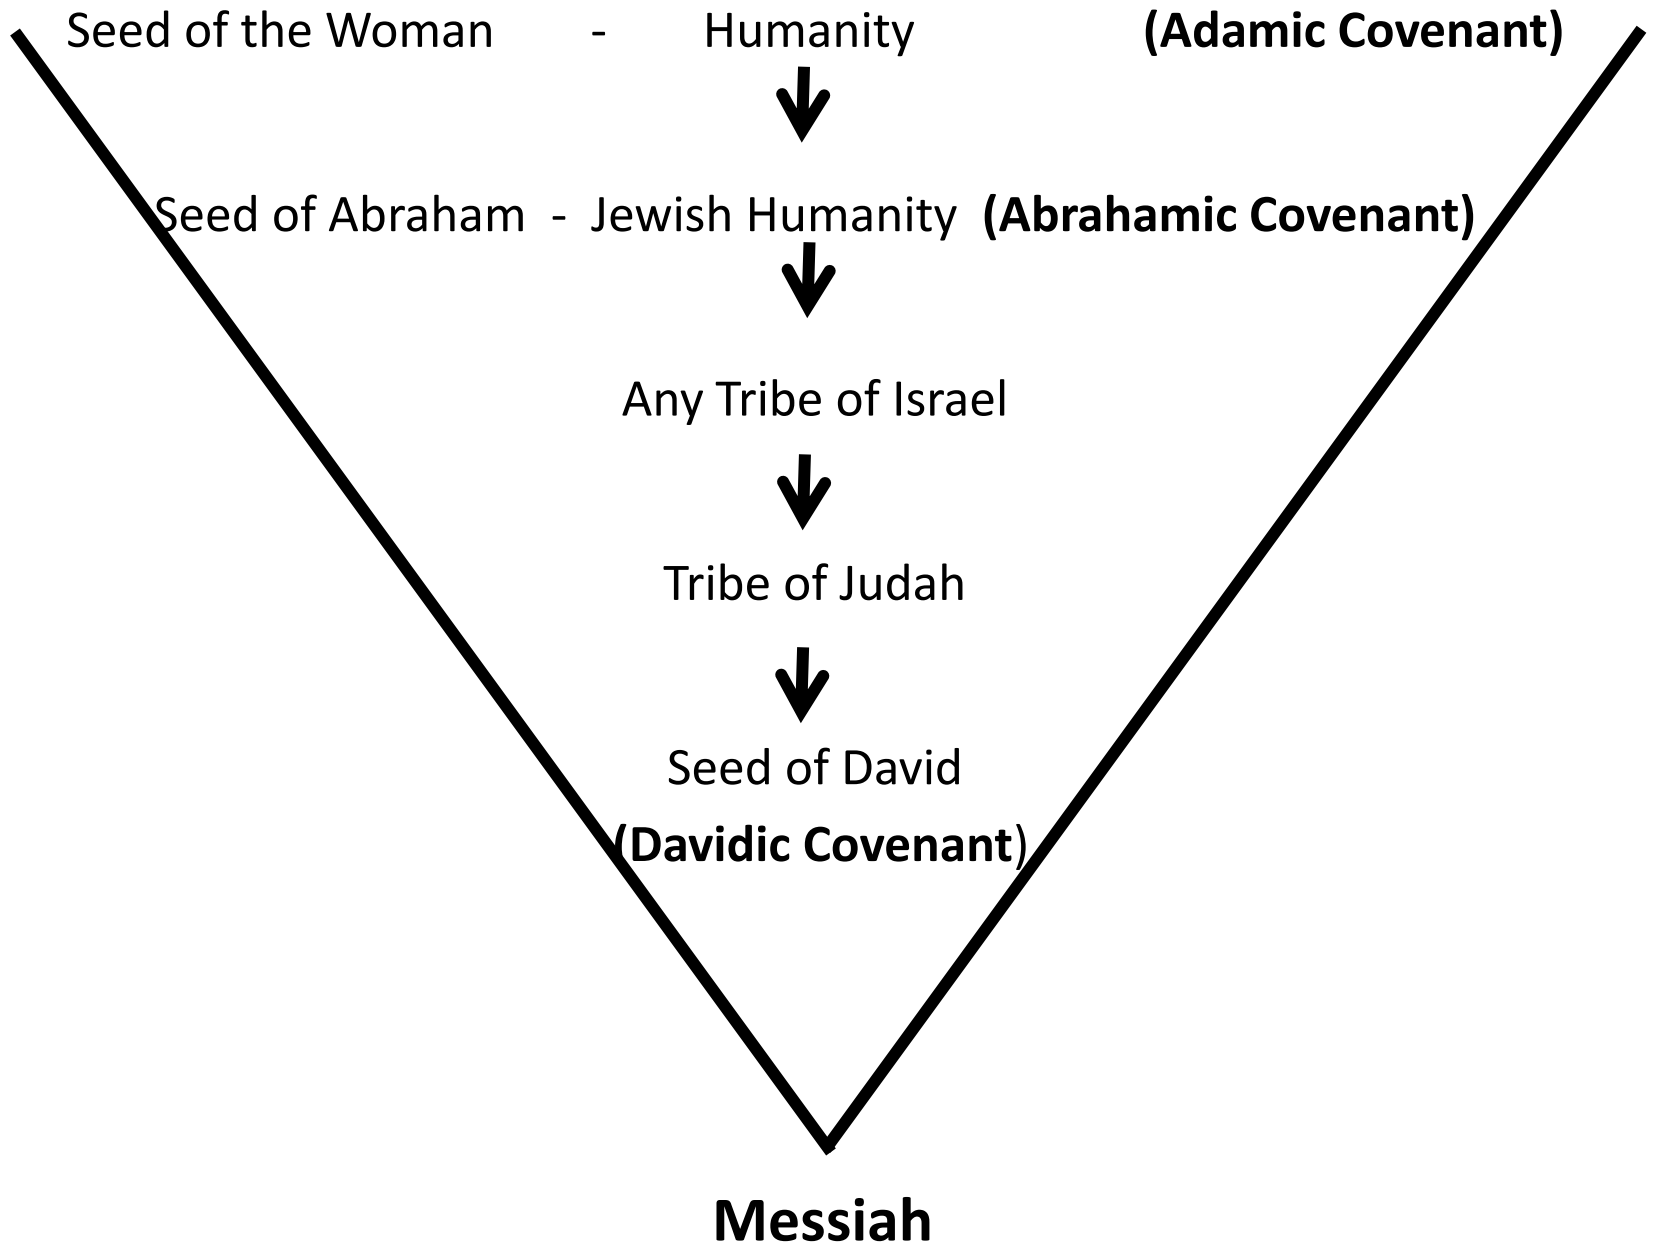 Seed of the Woman - Humanity (Adamic Covenant)
Seed of Abraham - Jewish Humanity (Abrahamic Covenant)
Any Tribe of Israel
Tribe of Judah
Seed of David
(Davidic Covenant)
Messiah